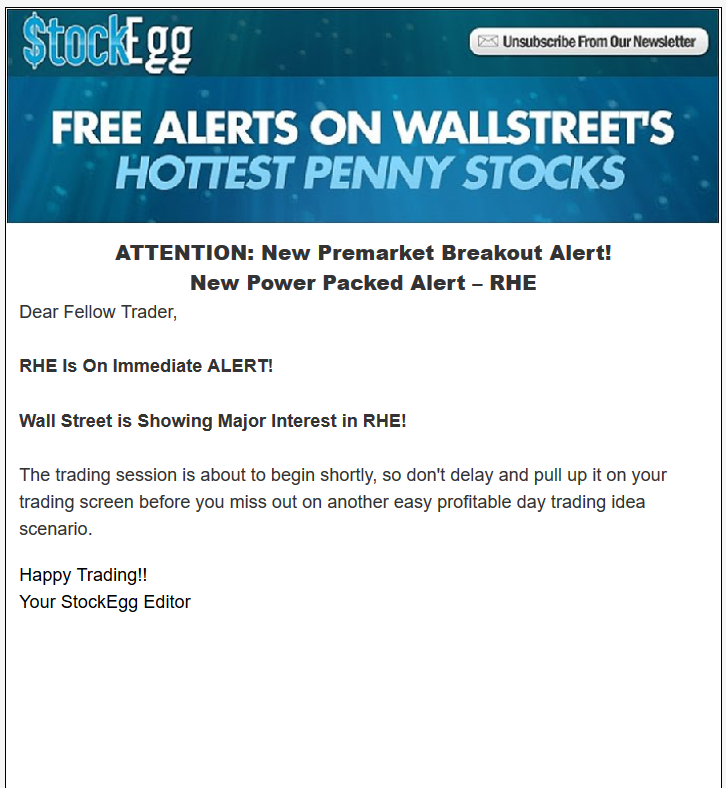 $tockEgg
Unsubscribe From Our Newsletter
FREE ALERTS ON WALLSTREET'S
HOTTEST PENNY STOCKS
ATTENTION: New Premarket Breakout Alert!
New Power Packed Alert – RHE
Dear Fellow Trader,
RHE Is On Immediate ALERT!
Wall Street is Showing Major Interest in RHE!
The trading session is about to begin shortly, so don't delay and pull up it on your
trading screen before you miss out on another easy profitable day trading idea
scenario.
Happy Trading!!
Your StockEgg Editor